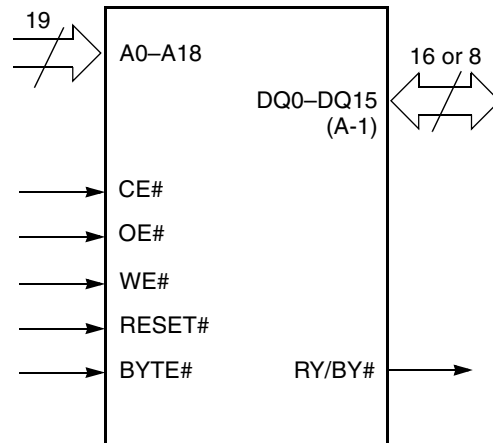 19
A0–A18
16 or 8
DQ0–DQ15
(A-1)
CE#
OE#
WE#
RESET#
BYTE#
RY/BY#